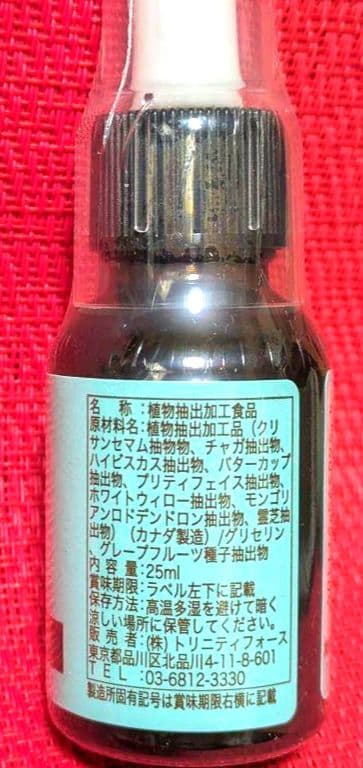 名　　称：植物抽出加工食品
原材料名：植物抽出加工品（クリ
サンセマム抽物物、チャガ抽出物、
ハイビスカス抽出物、バターカップ
抽出物、プリティフェイス抽出物、
ホワイトウィロー抽出物、モンゴリ
アンロドデンドロン抽出物、霊芝抽
出物）（カナダ製造）/グリセリン
、グレープフルーツ種子抽出物
内 容 量：25ml
賞味期限：ラベル左下に記載
保存方法：高温多湿を避けて暗く
涼しい場所に保管してください。
販 売 者：（株）トリニティフォース
東京都品川区北品川4-11-8-601
T E L　：03-6812-3330
製造所固有記号は賞味期限右横に記載